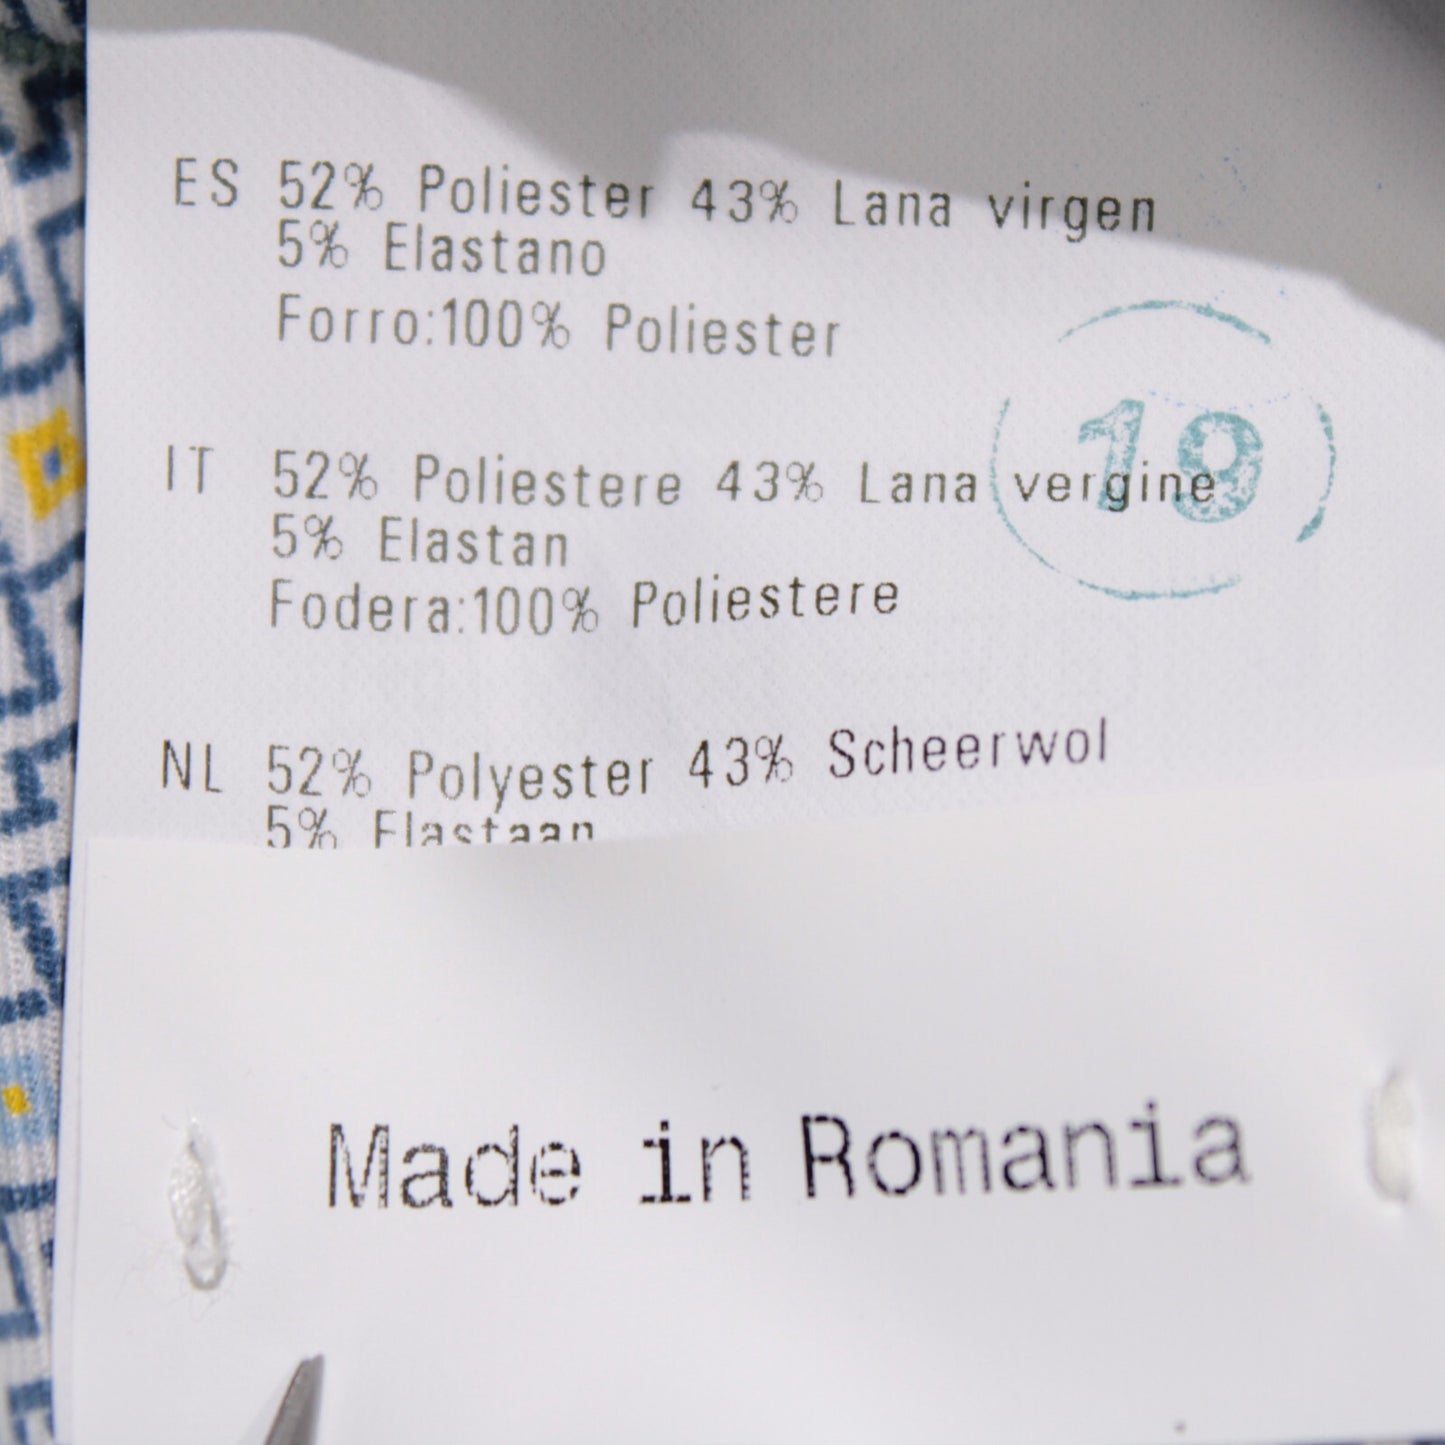 ES 52% Poliester 43% Lana virgen
5% Elastano
Forro:100% Poliester
19
IT 52% Poliestere 43% Lana vergine
5% Elastan
Fodera:100% Poliestere
NL 52% Polyester 43% Scheerwol
5% Elastaan
Made in Romania